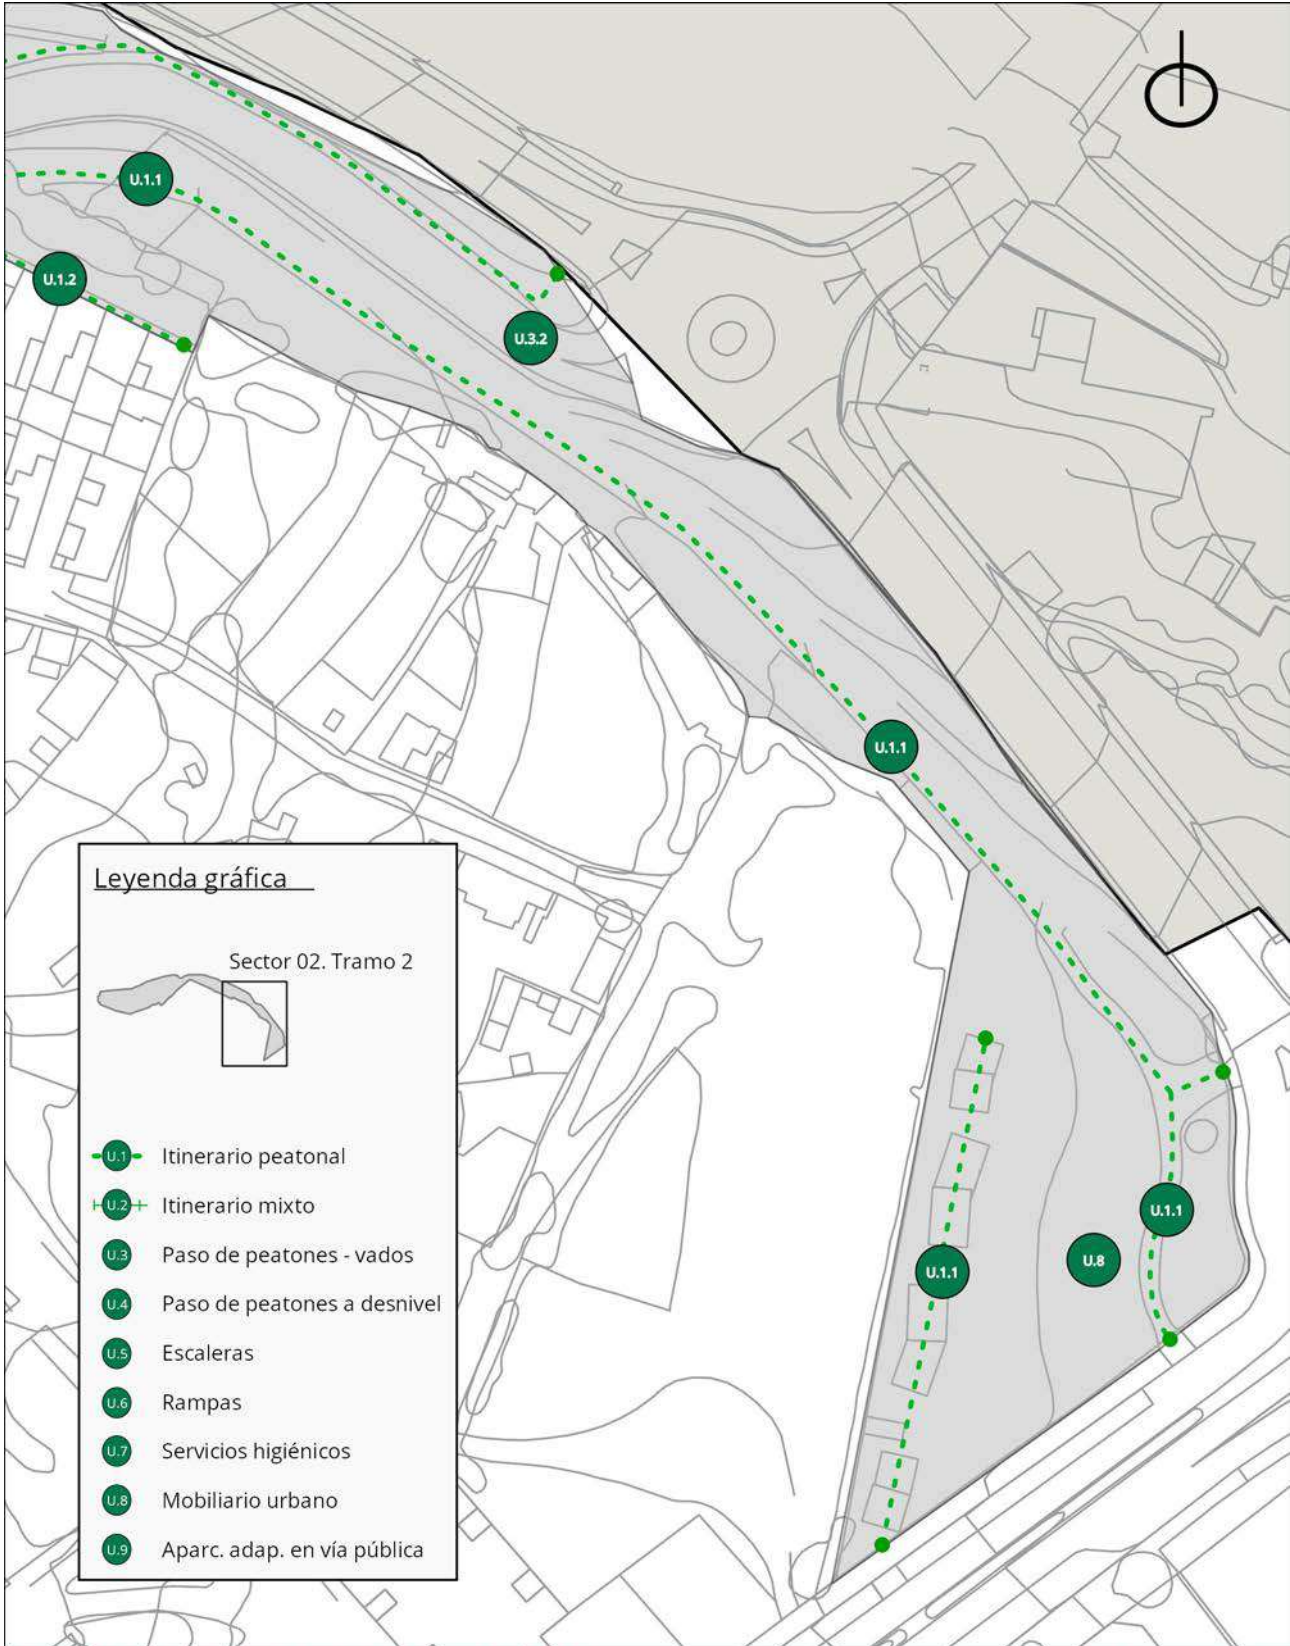 U.1.1
U.1.2
U.3.2
U.1.1
U.1.1
U.1.1
U.8
Leyenda gráfica
Sector 02. Tramo 2
U.1 Itinerario peatonal
U.2 Itinerario mixto
U.3 Paso de peatones - vados
U.4 Paso de peatones a desnivel
U.5 Escaleras
U.6 Rampas
U.7 Servicios higiénicos
U.8 Mobiliario urbano
U.9 Aparc. adap. en vía pública